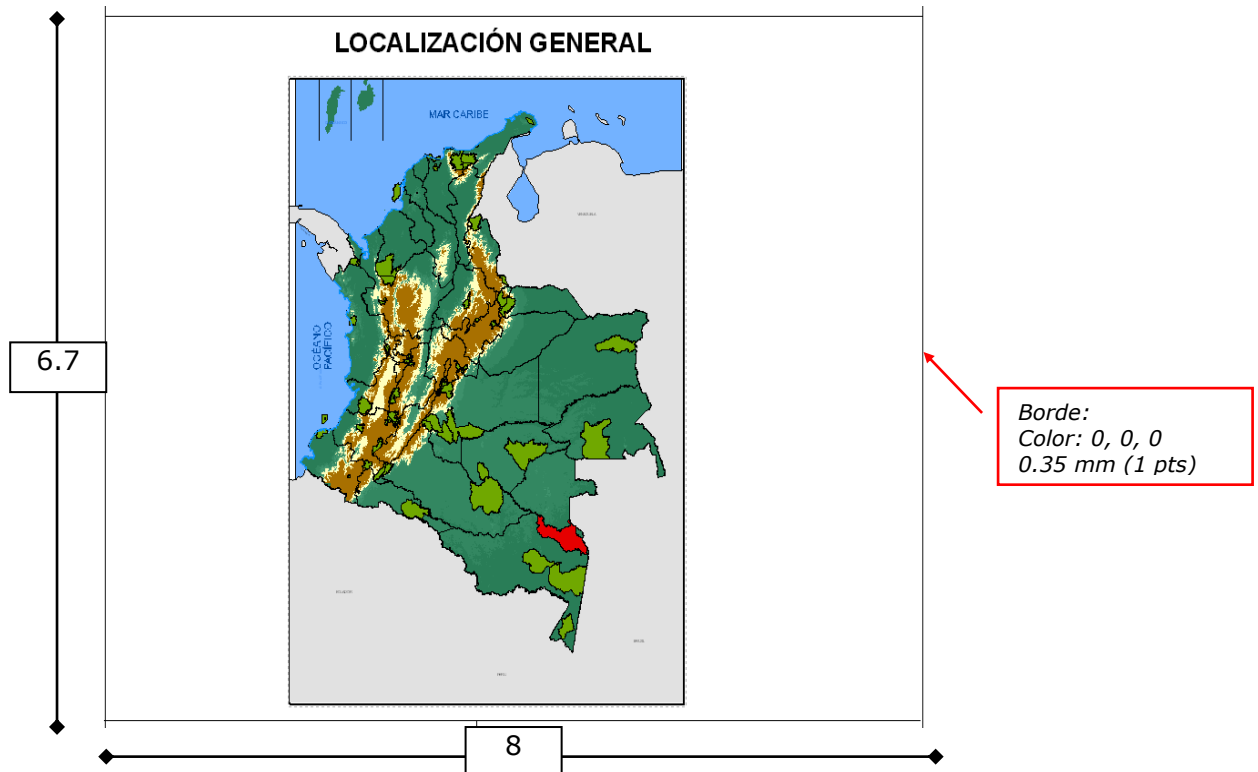 LOCALIZACIÓN GENERAL
MAR CARIBE
OCÉANO
PACÍFICO
6.7
Borde:
Color: 0, 0, 0
0.35 mm (1 pts)
8